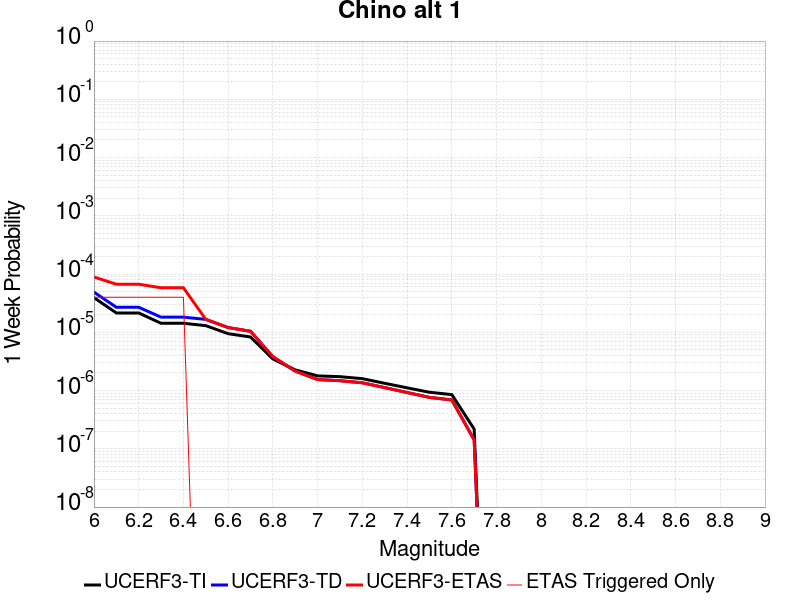 Chino alt 1
10^0
10^-1
10^-2
10^-3
10^-4
10^-5
10^-6
10^-7
10^-8
1 Week Probability
6 6.2 6.4 6.6 6.8 7 7.2 7.4 7.6 7.8 8 8.2 8.4 8.6 8.8 9
Magnitude
UCERF3-TI UCERF3-TD UCERF3-ETAS ETAS Triggered Only